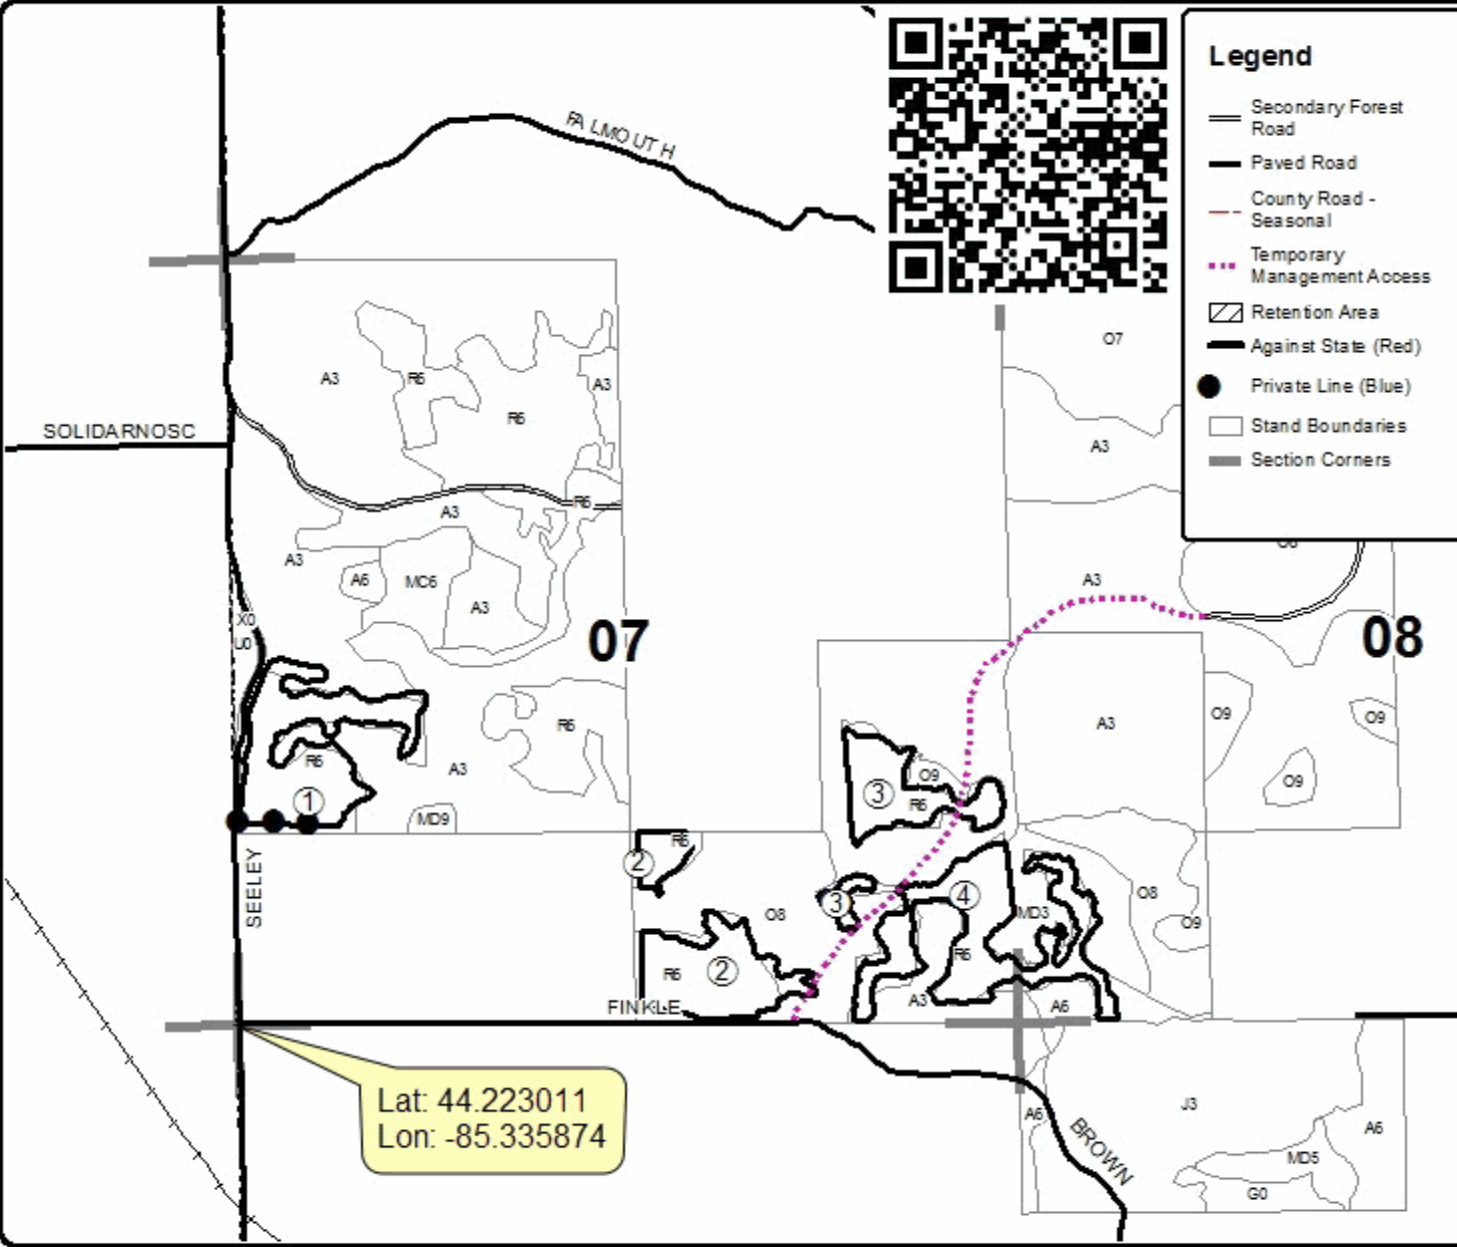 FALMOUTH
Legend
Secondary Forest
Road
Paved Road
County Road -
Seasonal
Temporary
Management Access
Retention Area
Against State (Red)
Private Line (Blue)
Stand Boundaries
Section Corners
O7
A3
R6
A3
R6
SOLIDARNOSC
A3
R6
A3
A3
A6
MC6
A3
A3
X0
U0
07
08
R6
A3
O9
O9
O9
R6
A3
1
MD9
3
O9
R6
2
R6
SEELEY
3
O8
4
MD3
O8
O9
R6
2
R6
FINKLE
A3
A6
Lat: 44.223011
Lon: -85.335874
A6
J3
A6
BROWN
MD5
G0